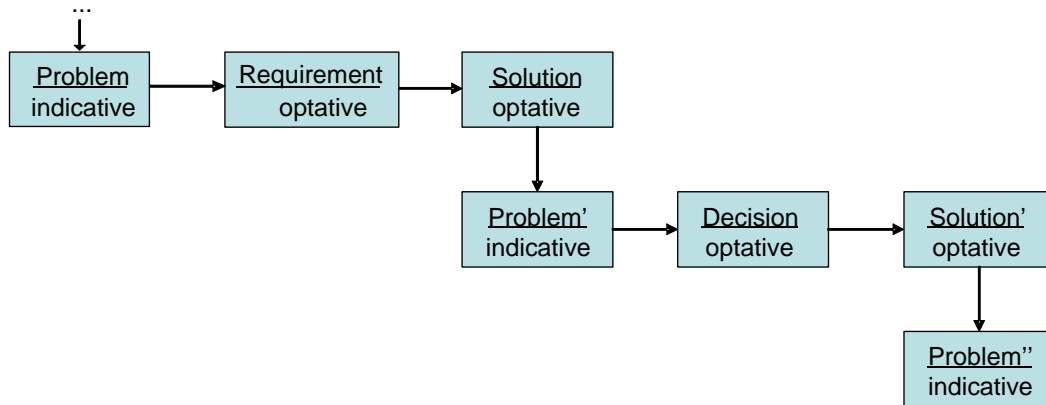 ...
Problem
indicative
Requirement
optative
Solution
optative
Problem'
indicative
Decision
optative
Solution'
optative
Problem''
indicative